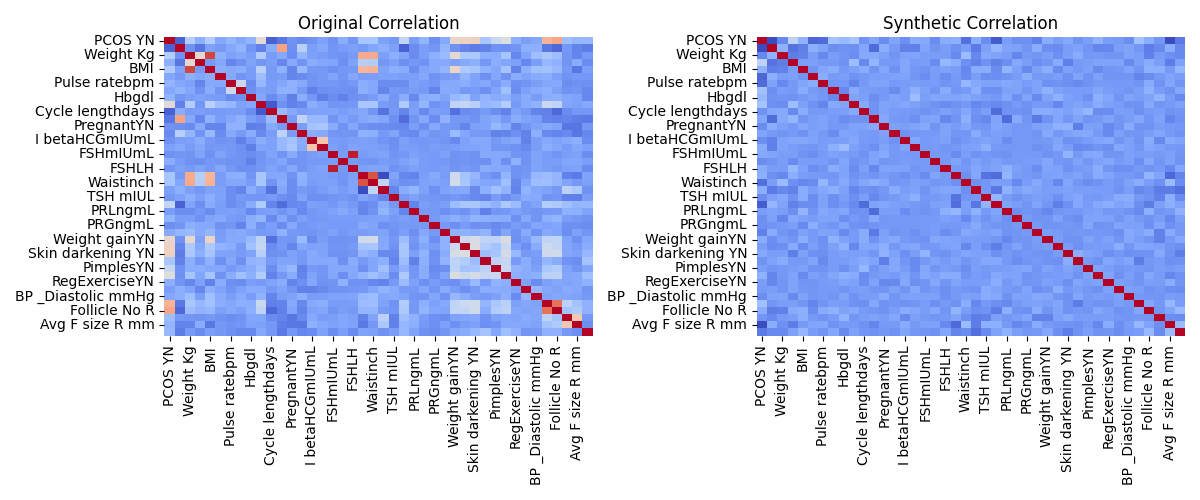 Original Correlation
PCOS YN
Weight Kg
BMI
Pulse ratebpm
Hbgdl
Cycle lengthdays
PregnantYN
I betaHCGmIUmL
FSHmIUmL
FSHLH
Waistinch
TSH mIUL
PRLngmL
PRGngmL
Weight gainYN
Skin darkening YN
PimplesYN
RegExerciseYN
BP _Diastolic mmHg
Follicle No R
Avg F size R mm
PCOS YN
Weight Kg
BMI
Pulse ratebpm
Hbgdl
Cycle lengthdays
PregnantYN
I betaHCGmIUmL
FSHmIUmL
FSHLH
Waistinch
TSH mIUL
PRLngmL
PRGngmL
Weight gainYN
Skin darkening YN
PimplesYN
RegExerciseYN
BP _Diastolic mmHg
Follicle No R
Avg F size R mm
Synthetic Correlation
PCOS YN
Weight Kg
BMI
Pulse ratebpm
Hbgdl
Cycle lengthdays
PregnantYN
I betaHCGmIUmL
FSHmIUmL
FSHLH
Waistinch
TSH mIUL
PRLngmL
PRGngmL
Weight gainYN
Skin darkening YN
PimplesYN
RegExerciseYN
BP _Diastolic mmHg
Follicle No R
Avg F size R mm
PCOS YN
Weight Kg
BMI
Pulse ratebpm
Hbgdl
Cycle lengthdays
PregnantYN
I betaHCGmIUmL
FSHmIUmL
FSHLH
Waistinch
TSH mIUL
PRLngmL
PRGngmL
Weight gainYN
Skin darkening YN
PimplesYN
RegExerciseYN
BP _Diastolic mmHg
Follicle No R
Avg F size R mm